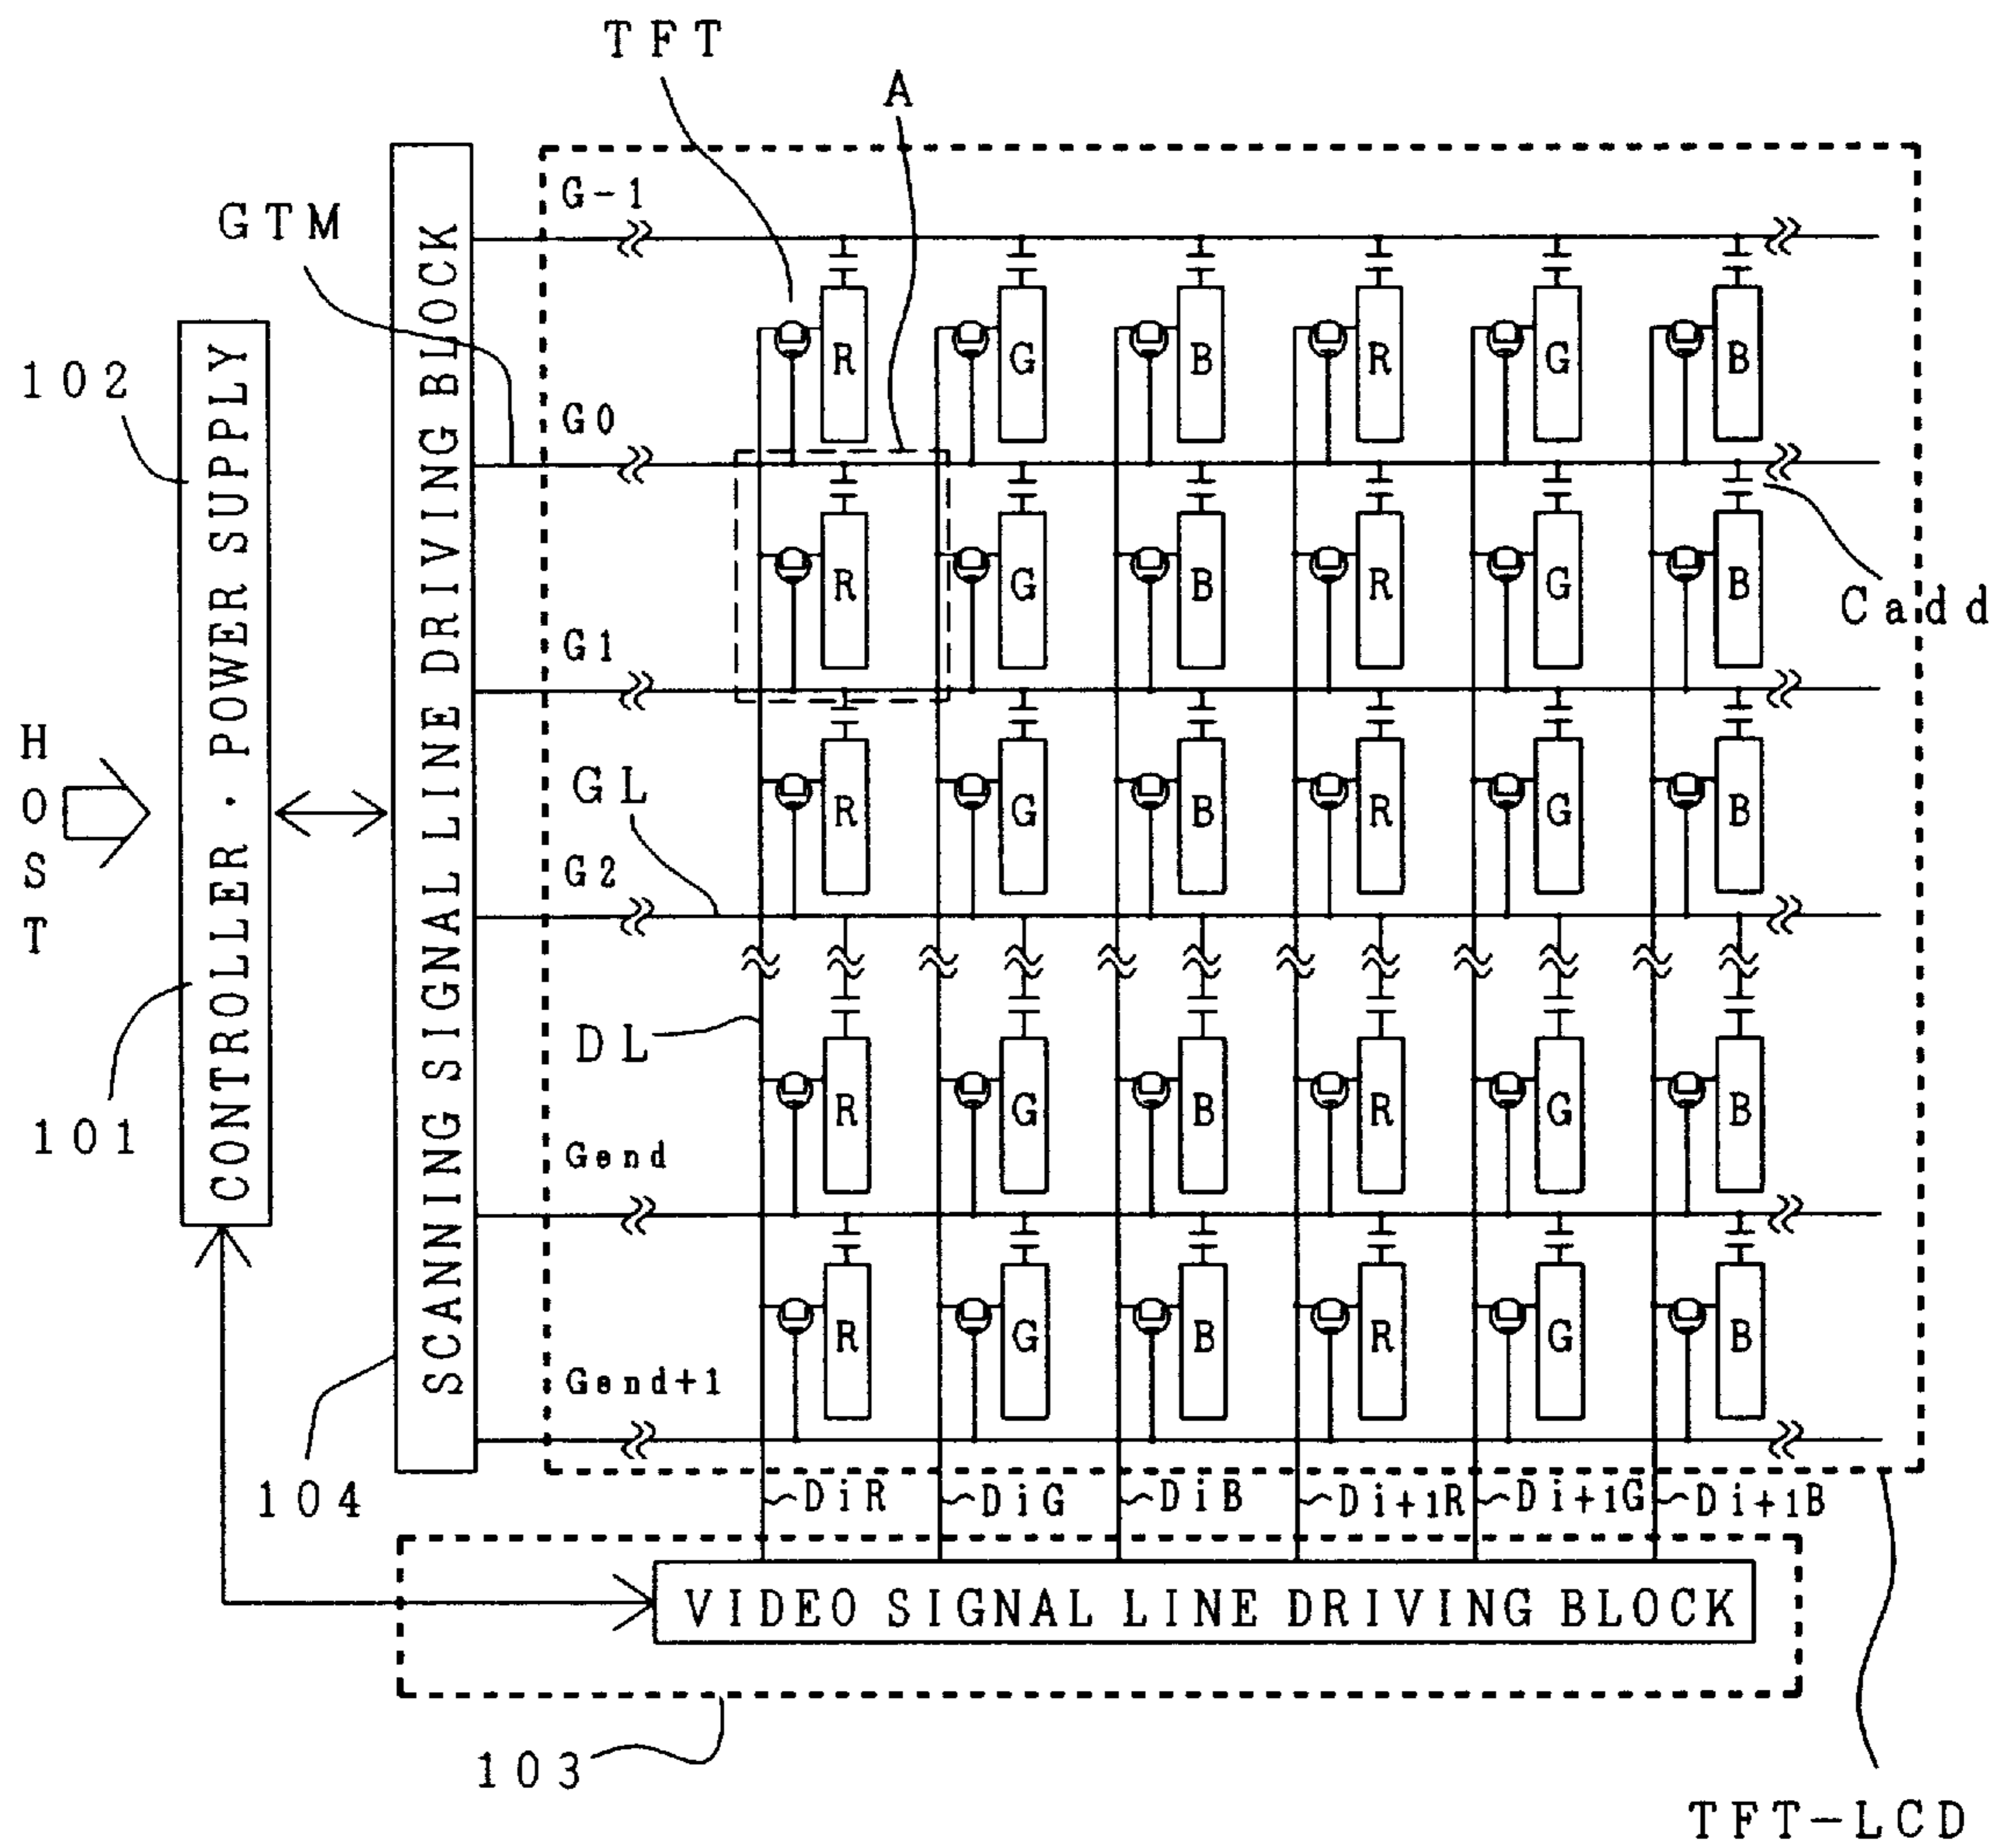 TFT
A
G-1
GTM
102
R G B R G B
G0
Cadd
R G B R G B
G1
HOST
GL
R G B R G B
G2
CONTROLLER · POWER SUPPLY
SCANNING SIGNAL LINE DRIVING BLOCK
DL
R G B R G B
101
Gend
R G B R G B
Gend+1
104
DiR DiG DiB Di+1R Di+1G Di+1B
VIDEO SIGNAL LINE DRIVING BLOCK
103
TFT-LCD